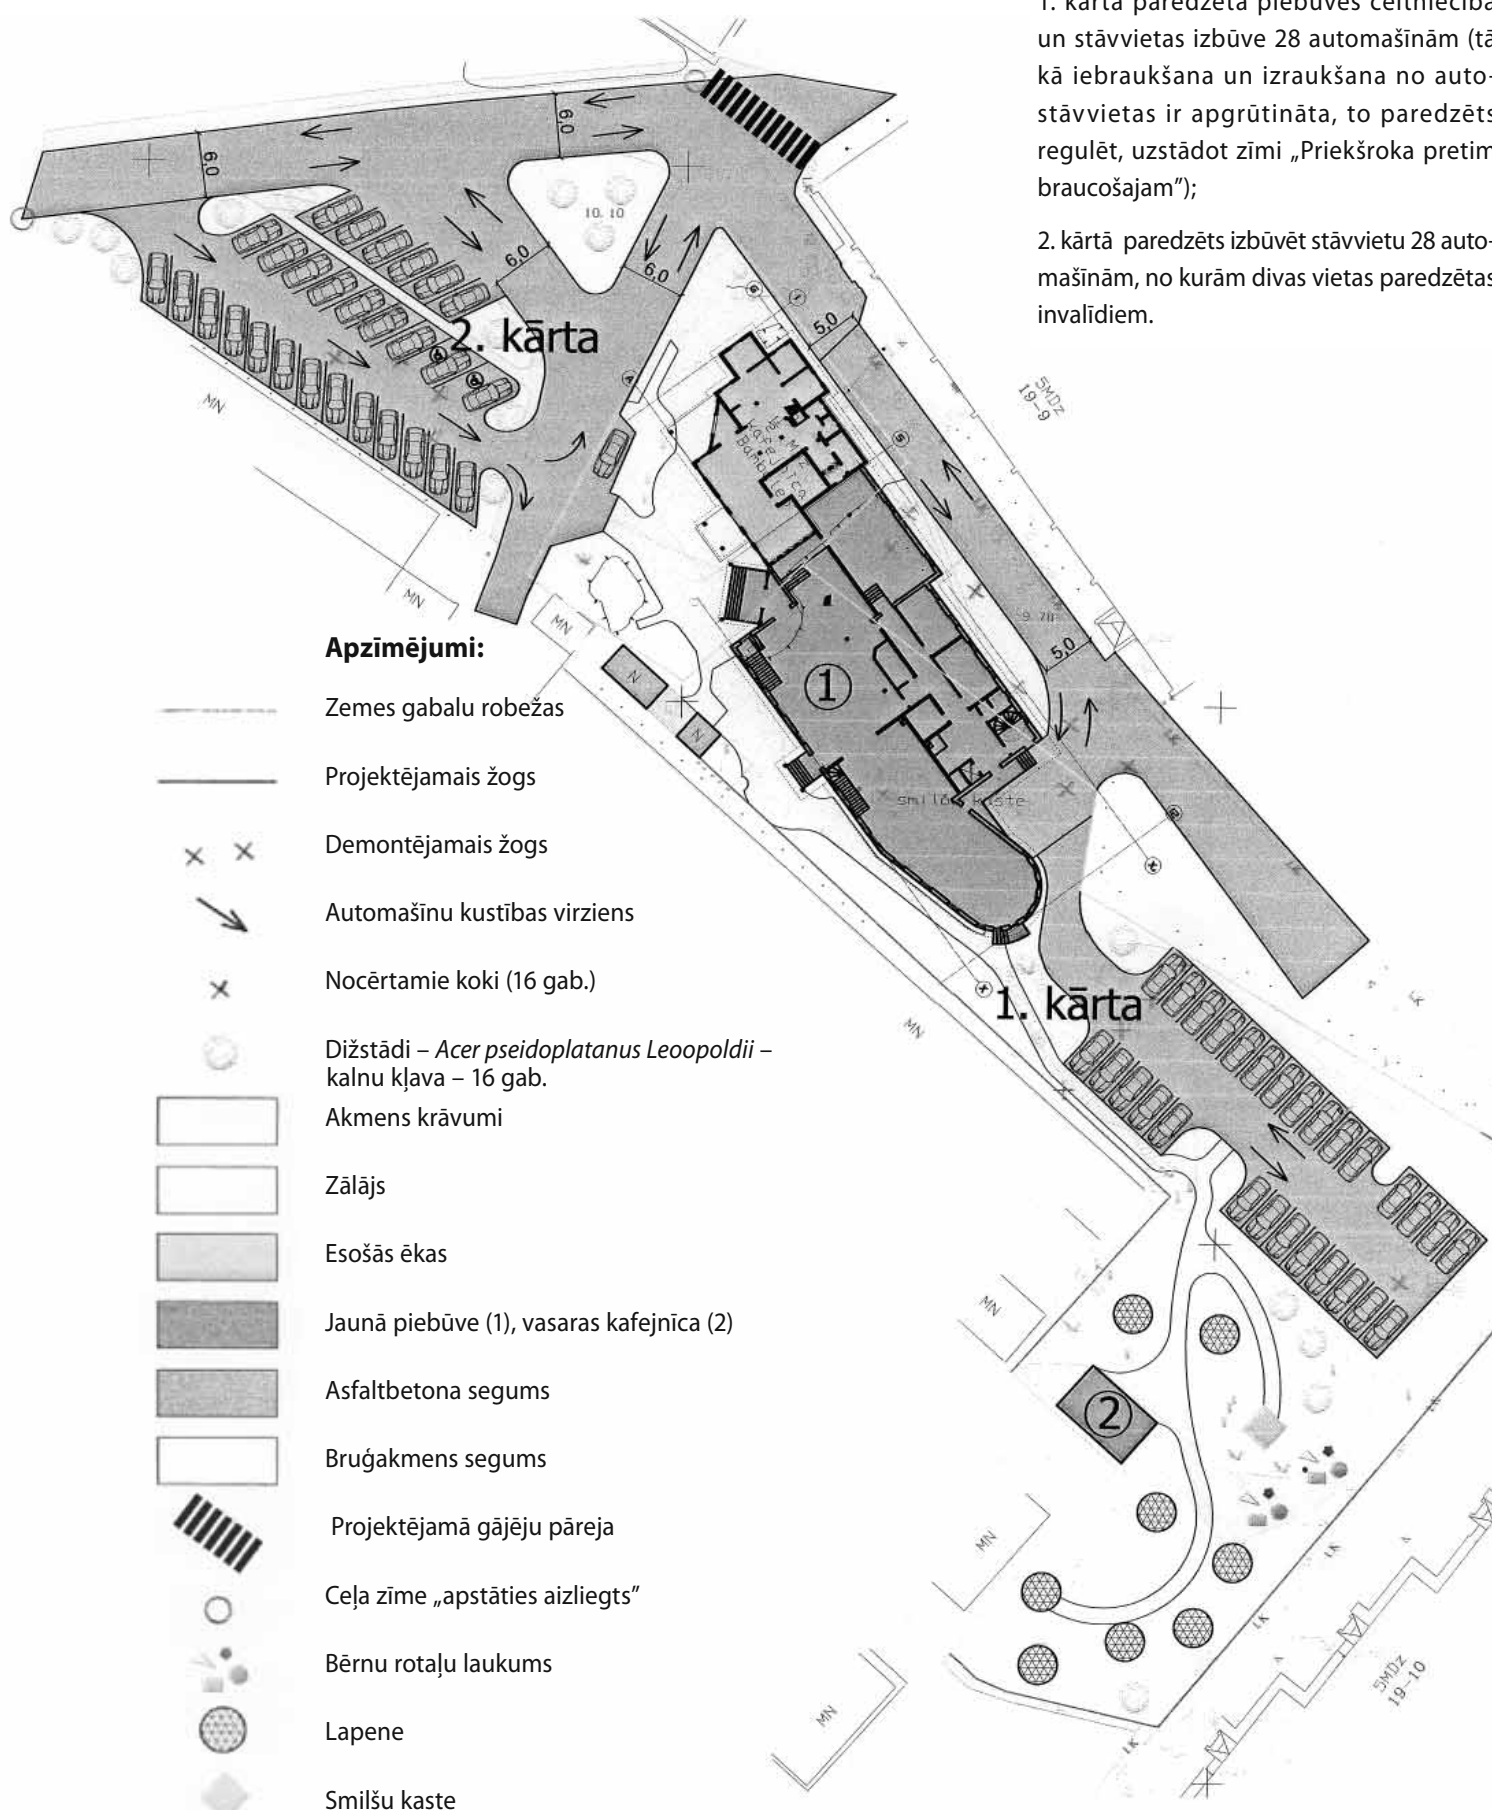 1. kārtā paredzēta piebūves celtniecība
un stāvvietas izbūve 28 automašīnām (tā
kā iebraukšana un izraukšana no auto-
stāvvietas ir apgrūtināta, to paredzēts
regulēt, uzstādot zīmi „Priekšroka pretim
braucošajam”);
2. kārtā paredzēts izbūvēt stāvvietu 28 auto-
mašīnām, no kurām divas vietas paredzētas
invalīdiem.
6,0
6,0
10.10
6,0
6,0
5,0
2. kārta
5MDz
19-9
MN
MN
MN
N
N
1
smilšu kaste
5,0
1. kārta
MN
MN
MN
MN
2
5MDz
19-10
ĻK
ĻK
ĻK
ĻK
Apzīmējumi:
Zemes gabalu robežas
Projektējamais žogs
Demontējamais žogs
Automašīnu kustības virziens
Nocērtamie koki (16 gab.)
Dižstādi – Acer pseidoplatanus Leoopoldii –
kalnu kļava – 16 gab.
Akmens krāvumi
Zālājs
Esošās ēkas
Jaunā piebūve (1), vasaras kafejnīca (2)
Asfaltbetona segums
Bruģakmens segums
Projektējamā gājēju pāreja
Ceļa zīme „apstāties aizliegts”
Bērnu rotaļu laukums
Lapene
Smilšu kaste